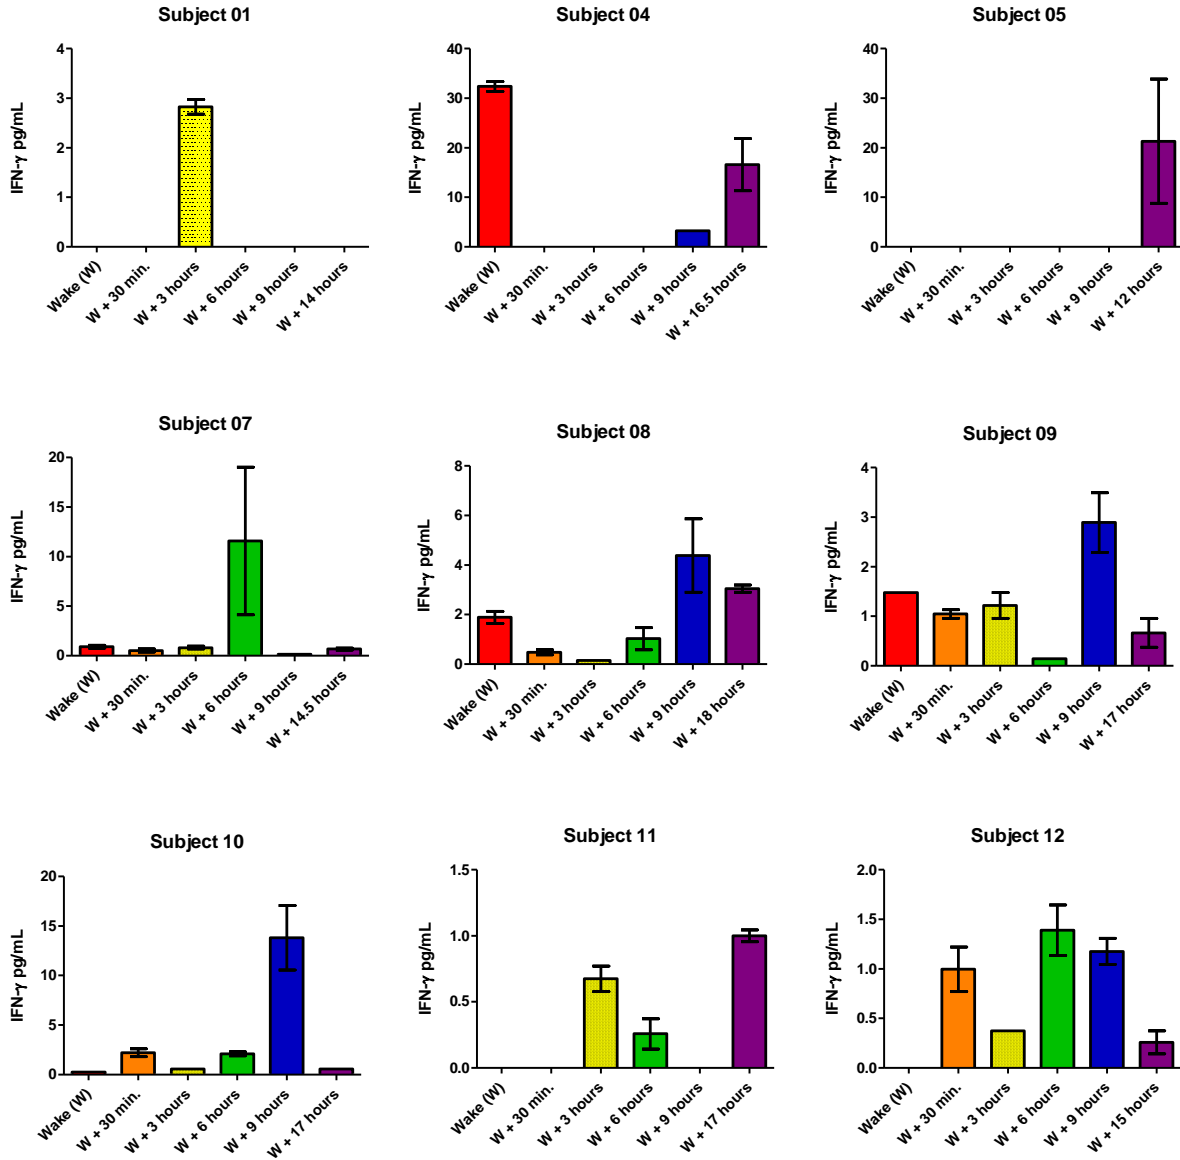 Subject 01
IFN-γ pg/mL
4
3
2
1
0
Wake (W)
W + 30 min.
W + 3 hours
W + 6 hours
W + 9 hours
W + 14 hours
Subject 04
IFN-γ pg/mL
40
30
20
10
0
Wake (W)
W + 30 min.
W + 3 hours
W + 6 hours
W + 9 hours
W + 16.5 hours
Subject 05
IFN-γ pg/mL
40
30
20
10
0
Wake (W)
W + 30 min.
W + 3 hours
W + 6 hours
W + 9 hours
W + 12 hours
Subject 07
IFN-γ pg/mL
20
15
10
5
0
Wake (W)
W + 30 min.
W + 3 hours
W + 6 hours
W + 9 hours
W + 14.5 hours
Subject 08
IFN-γ pg/mL
8
6
4
2
0
Wake (W)
W + 30 min.
W + 3 hours
W + 6 hours
W + 9 hours
W + 18 hours
Subject 09
IFN-γ pg/mL
4
3
2
1
0
Wake (W)
W + 30 min.
W + 3 hours
W + 6 hours
W + 9 hours
W + 17 hours
Subject 10
IFN-γ pg/mL
20
15
10
5
0
Wake (W)
W + 30 min.
W + 3 hours
W + 6 hours
W + 9 hours
W + 17 hours
Subject 11
IFN-γ pg/mL
1.5
1.0
0.5
0.0
Wake (W)
W + 30 min.
W + 3 hours
W + 6 hours
W + 9 hours
W + 17 hours
Subject 12
IFN-γ pg/mL
2.0
1.5
1.0
0.5
0.0
Wake (W)
W + 30 min.
W + 3 hours
W + 6 hours
W + 9 hours
W + 15 hours